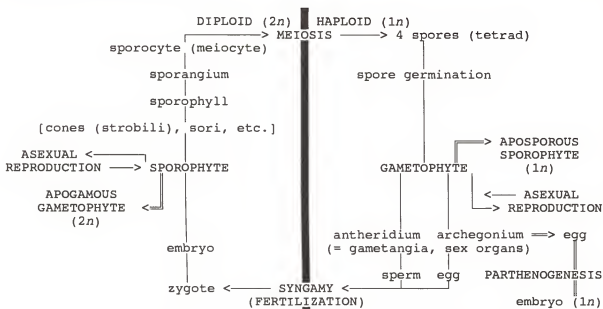 DIPLOID (2n) HAPLOID (1n)
MEIOSIS 4 spores (tetrad)
sporocyte (meiocyte)
sporangium
spore germination
sporophyll
[cones (strobili), sori, etc.]
ASEXUAL
REPRODUCTION
SPOROPHYTE
APOGAMOUS
GAMETOPHYTE
(2n)
GAMETOPHYTE
APOSPOROUS
SPOROPHYTE
(1n)
ASEXUAL
REPRODUCTION
embryo
antheridium archegonium => egg
(= gametangia, sex organs)
sperm egg
PARTHENOGENESIS
zygote <— SYNGAMY
(FERTILIZATION)
embryo (1n)